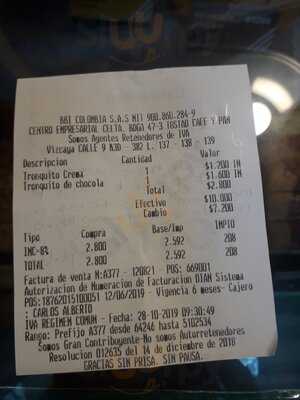 BBI COLOMBIA S.A.S NIT 900.860.284-9
CENTRO EMPRESARIAL CELTA. BDG1 47-3 TOSTAO CAFE Y PAN
Somos Agentes Retenedores de IVA
Vizcaya CALLE 9 N30 - 382 L. 137 - 138 - 139
Descripcion Cantidad Valor
Tronquito Crema 1 $1.200 IN
Tronquito de chocola 1 $1.600 IN
Total $2.800
Efectivo $10.000
Cambio $7.200
Tipo Compra Base/Imp IMPTO
INC-8% 2.800 2.592 208
TOTAL 2.800 2.592 208
Factura de venta N:A377 - 120821 POS: 669001
Autorizacion de Numeracion de Facturacion DIAN Sistema
POS:18762015100051 12/06/2019 - Vigencia 6 meses- Cajero
: CARLOS ALBERTO
IVA REGIMEN COMUN - Fecha: 28-10-2019 09:30:49
Rango: Prefijo A377 desde 64246 hasta 5102534
Somos Gran Contribuyente-No somos Autorretenedores
Resolucion 012635 del 14 de diciembre de 2018
GRACIAS SIN PRISA, SIN PAUSA.